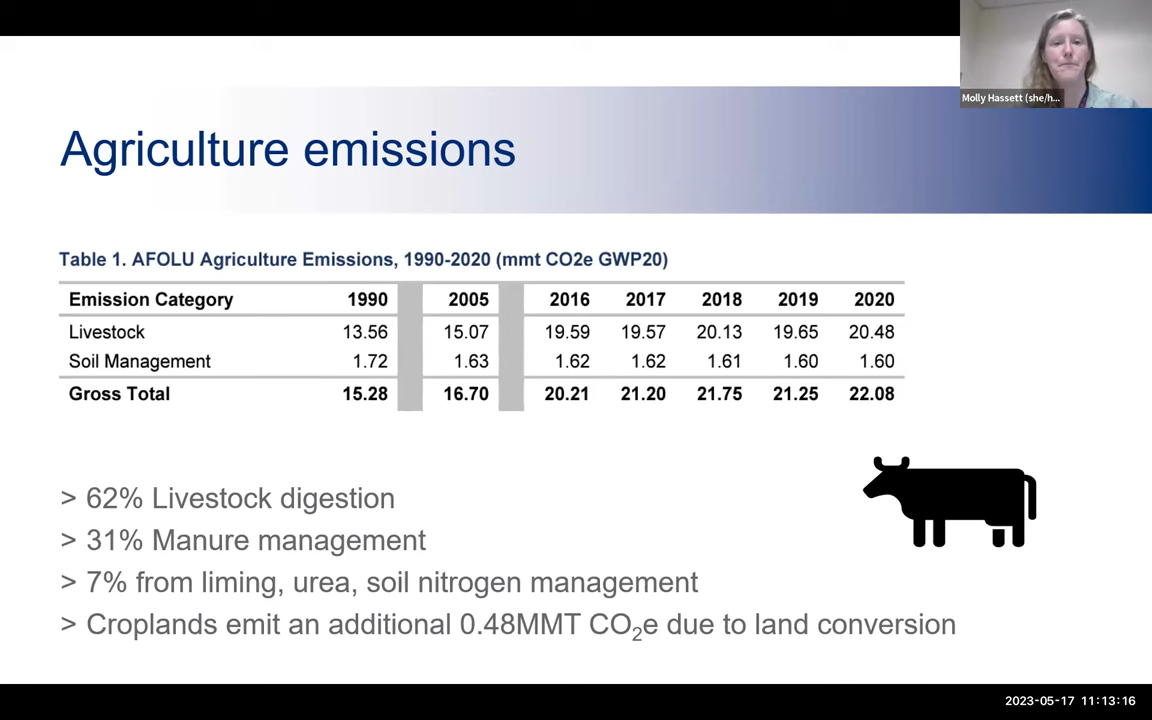 Molly Hassett (she/h...
Agriculture emissions
Table 1. AFOLU Agriculture Emissions, 1990-2020 (mmt CO2e GWP20)
Emission Category 1990 2005 2016 2017 2018 2019 2020
Livestock 13.56 15.07 19.59 19.57 20.13 19.65 20.48
Soil Management 1.72 1.63 1.62 1.62 1.61 1.60 1.60
Gross Total 15.28 16.70 20.21 21.20 21.75 21.25 22.08
> 62% Livestock digestion
> 31% Manure management
> 7% from liming, urea, soil nitrogen management
> Croplands emit an additional 0.48MMT CO₂e due to land conversion
2023-05-17 11:13:16